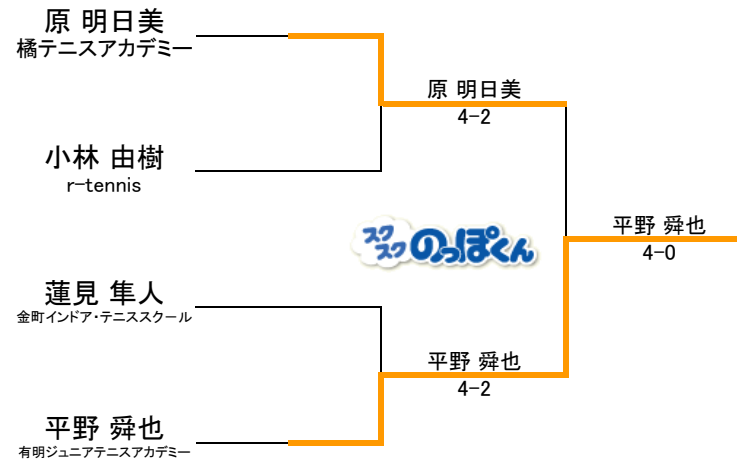 原 明日美
橘テニスアカデミー
原 明日美
4-2
小林 由樹
r-tennis
平野 舜也
4-0
スクスクのっぽくん
蓮見 隼人
金町インドア・テニススクール
平野 舜也
4-2
平野 舜也
有明ジュニアテニスアカデミー